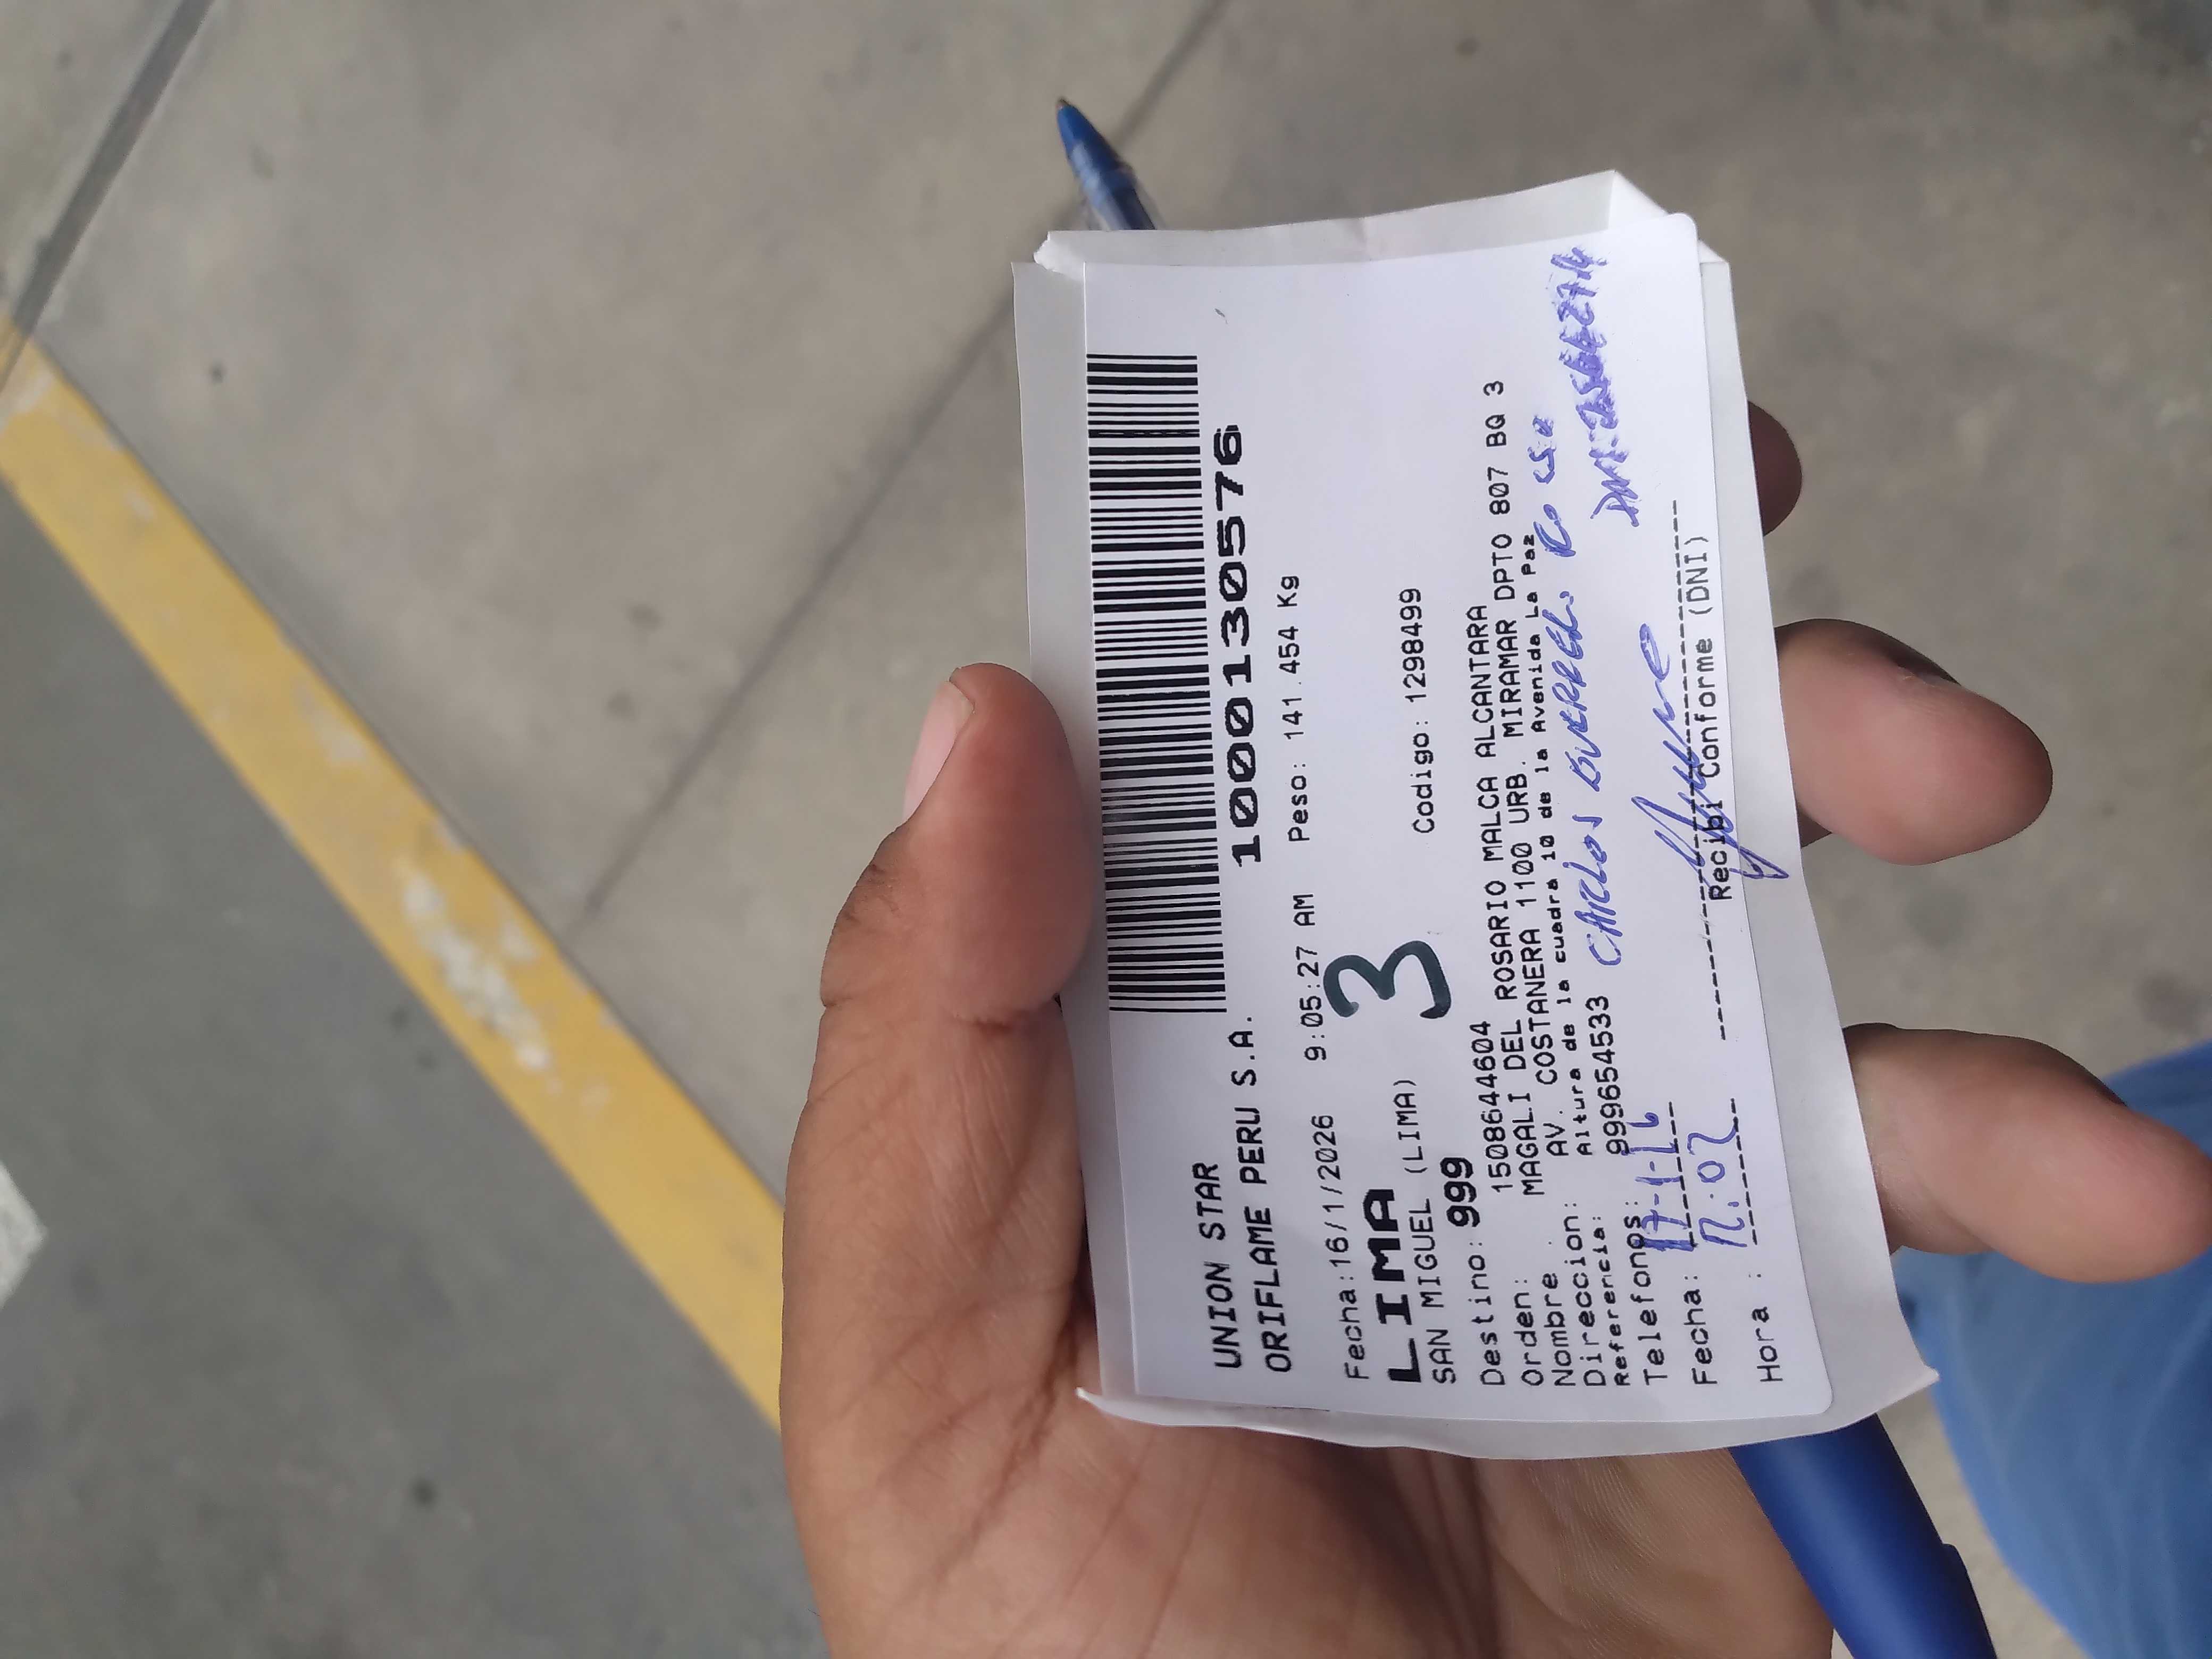 UNION STAR
ORIFLAME PERU S.A.
1000130576
Fecha:16/1/2026 9:05:27 AM Peso: 141.454 Kg
LIMA
3
SAN MIGUEL (LIMA) Codigo: 1298499
Destino: 999
Orden: 1508644604
Nombre : MAGALI DEL ROSARIO MALCA ALCANTARA
Direccion: AV. COSTANERA 1100 URB. MIRAMAR DPTO 807 BQ 3
Referencia: Altura de la cuadra 10 de la Avenida La Paz
Telefonos: 999654533
CARLOS GUERRERO
Fecha: 17-1-26
Hora :
Recibi Conforme (DNI)